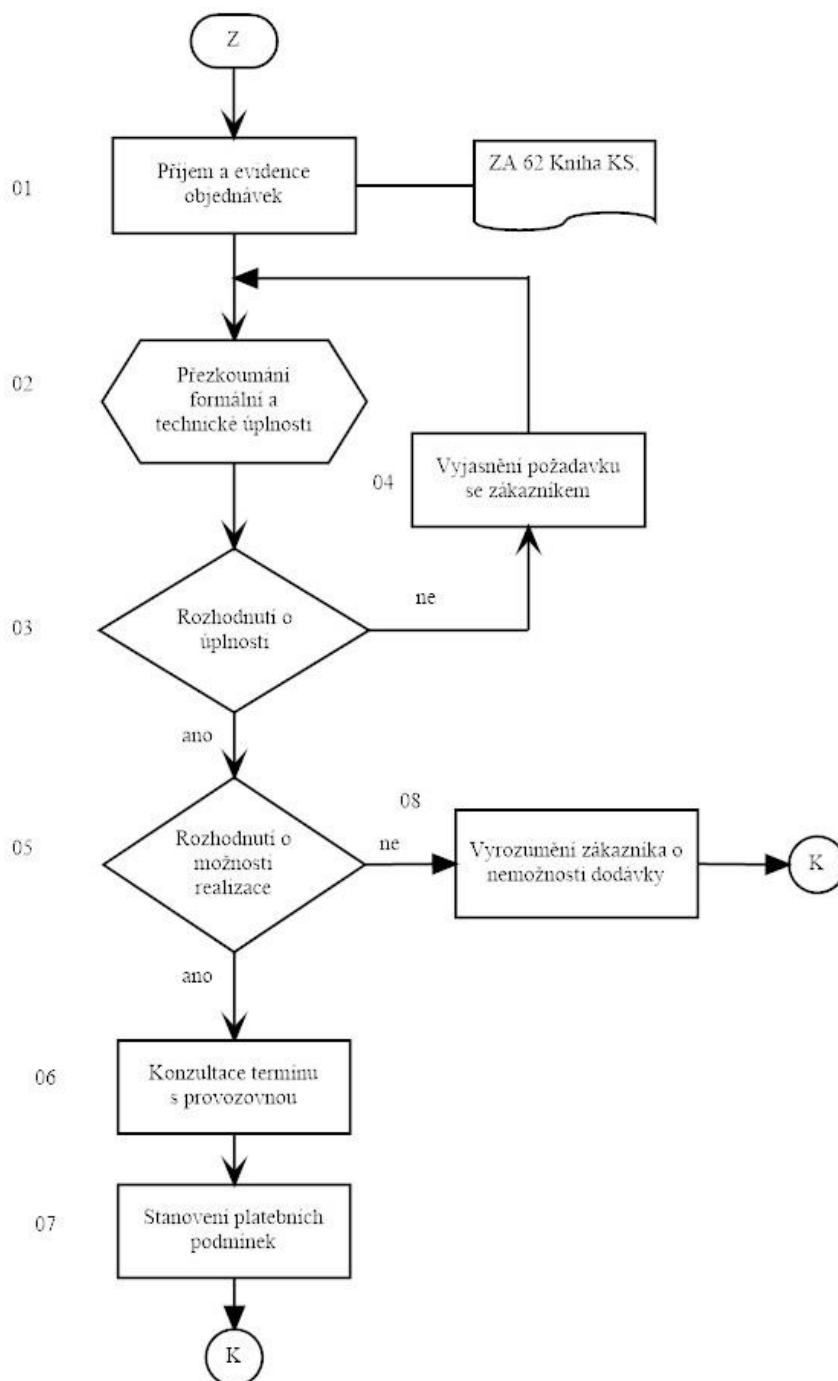 Z
01
Příjem a evidence
objednávek
ZA 62 Kniha KS,
02
Přezkoumání
formální a
technické úplnosti
04
Vyjasnění požadavku
se zákazníkem
03
Rozhodnutí o
úplnosti
ne
ano
05
Rozhodnutí o
možnosti
realizace
ne
08
Vyrozumění zákazníka o
nemožnosti dodávky
K
ano
06
Konzultace termínu
s provozovnou
07
Stanovení platebních
podmínek
K